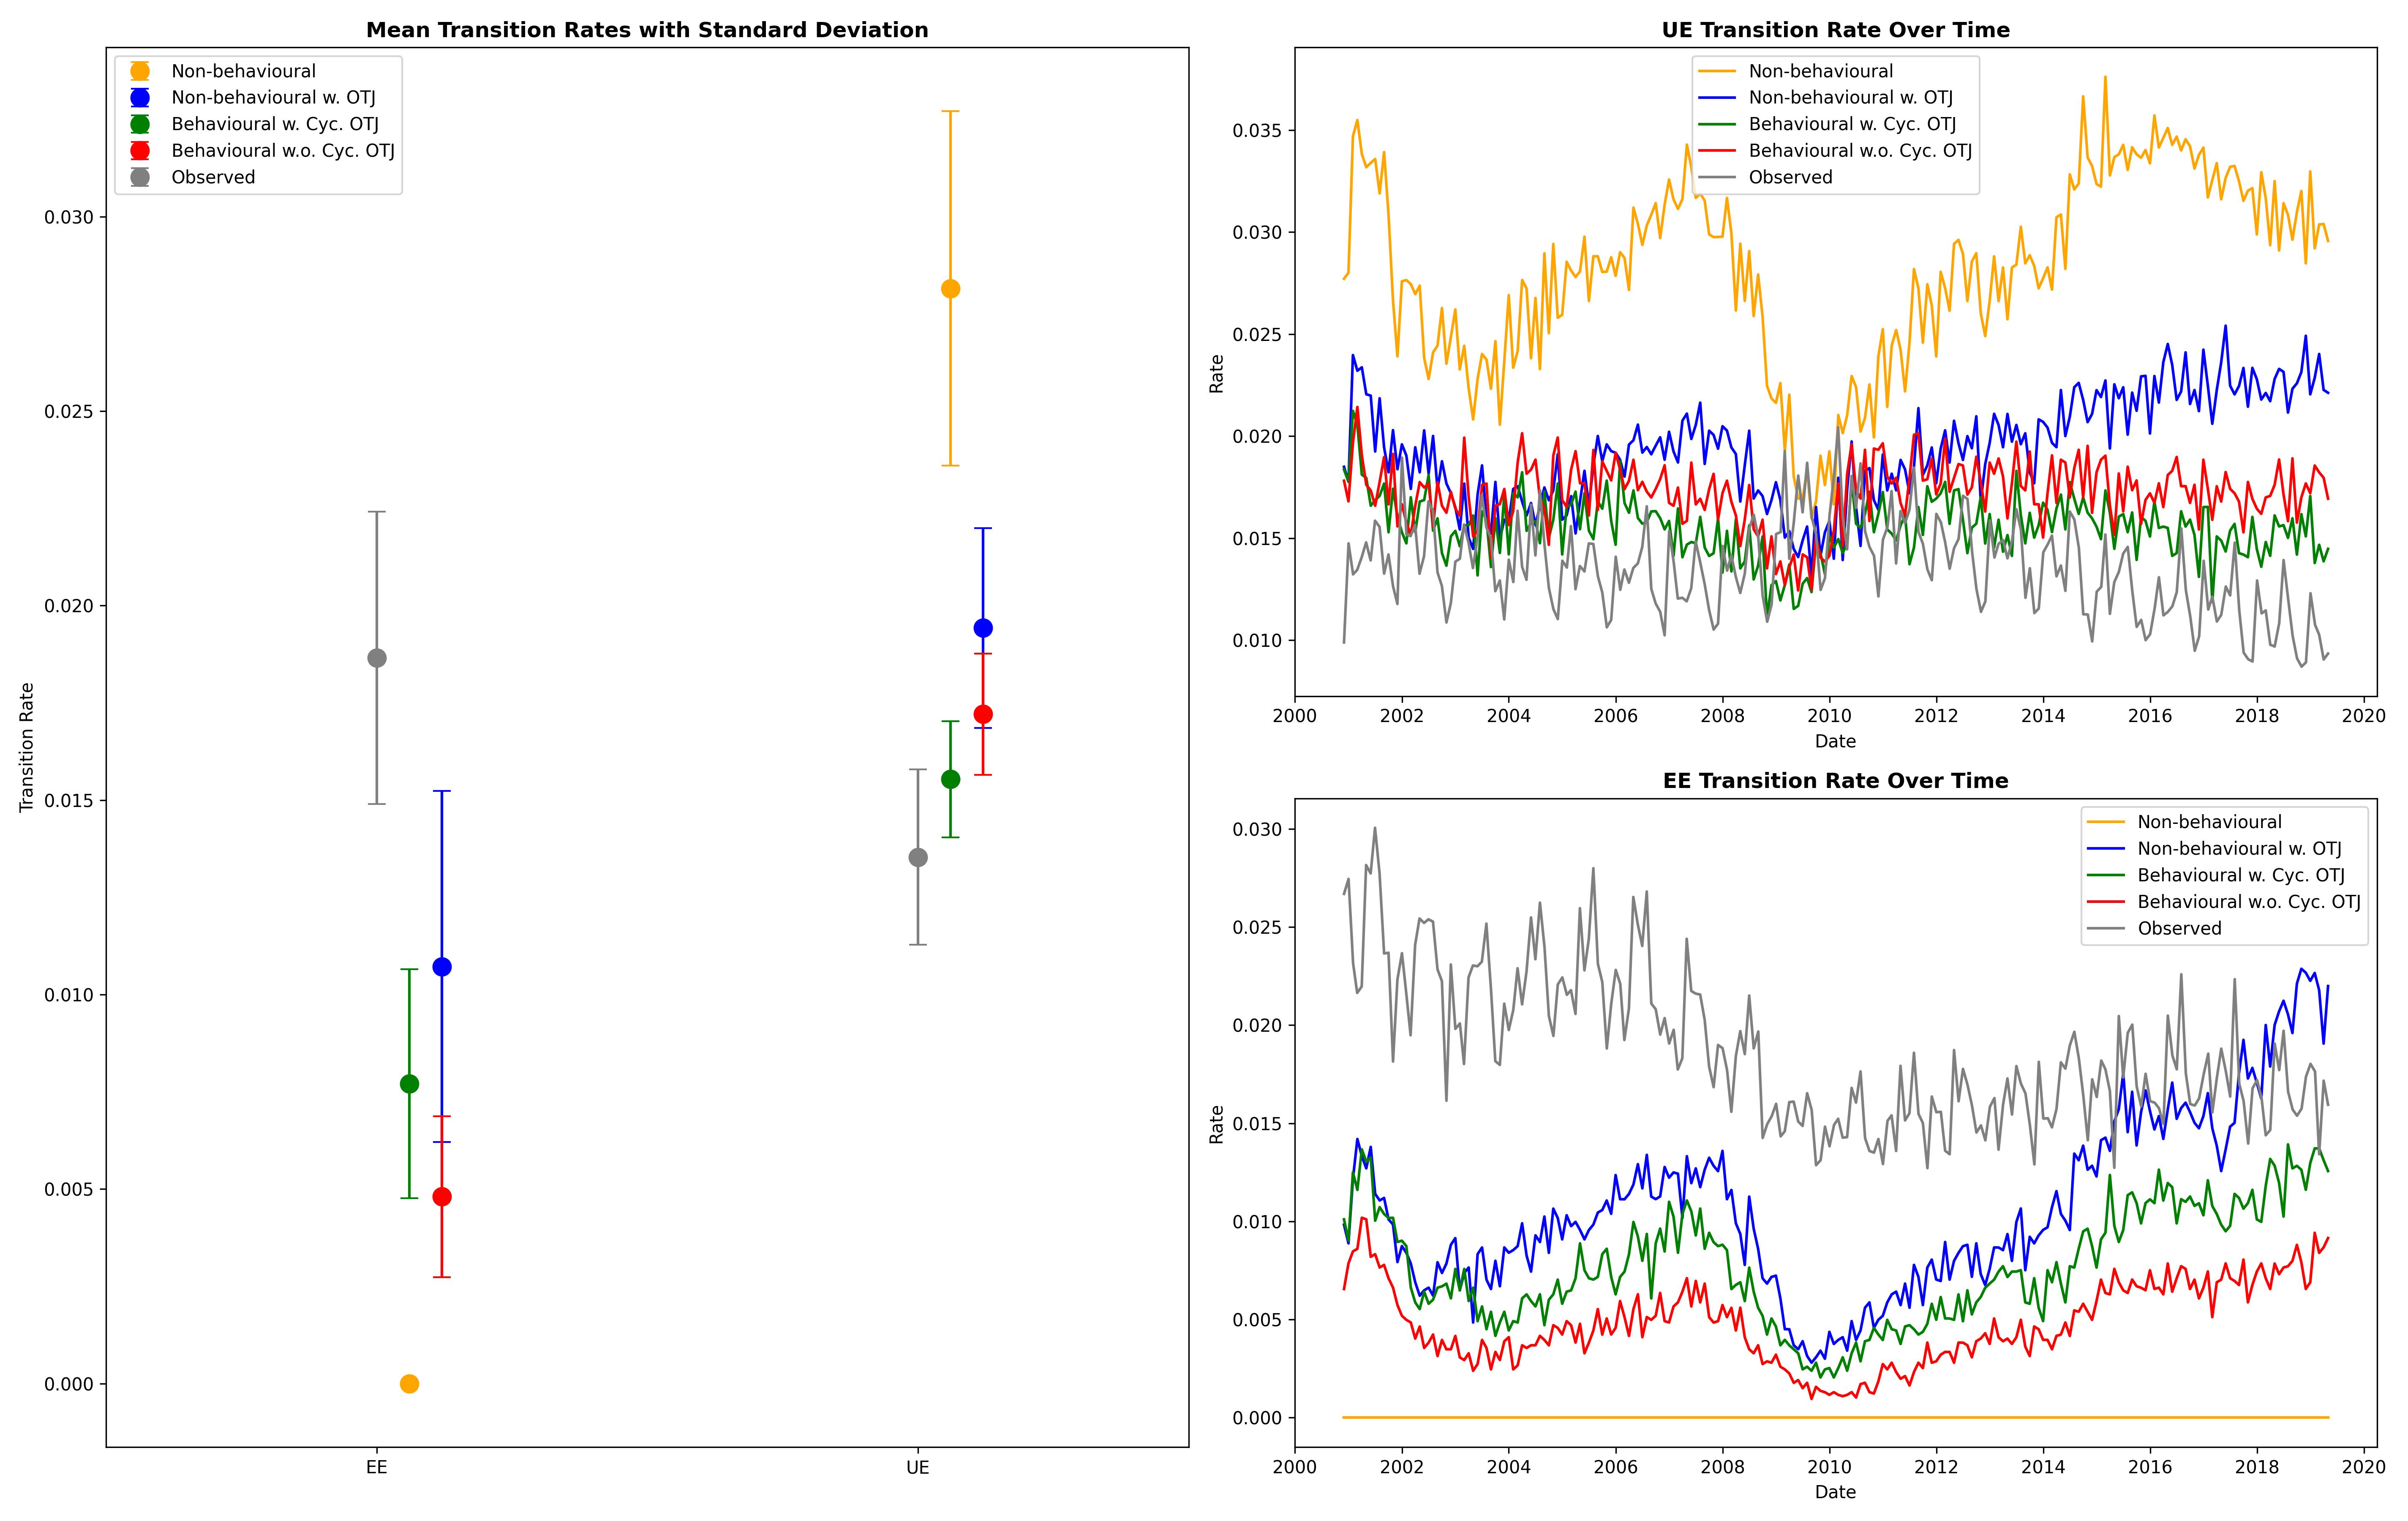 Mean Transition Rates with Standard Deviation
Non-behavioural
Non-behavioural w. OTJ
Behavioural w. Cyc. OTJ
Behavioural w.o. Cyc. OTJ
Observed
Transition Rate
0.030
0.025
0.020
0.015
0.010
0.005
0.000
EE UE
UE Transition Rate Over Time
Non-behavioural
Non-behavioural w. OTJ
Behavioural w. Cyc. OTJ
Behavioural w.o. Cyc. OTJ
Observed
Rate
0.035
0.030
0.025
0.020
0.015
0.010
2000 2002 2004 2006 2008 2010 2012 2014 2016 2018 2020
Date
EE Transition Rate Over Time
Non-behavioural
Non-behavioural w. OTJ
Behavioural w. Cyc. OTJ
Behavioural w.o. Cyc. OTJ
Observed
Rate
0.030
0.025
0.020
0.015
0.010
0.005
0.000
2000 2002 2004 2006 2008 2010 2012 2014 2016 2018 2020
Date